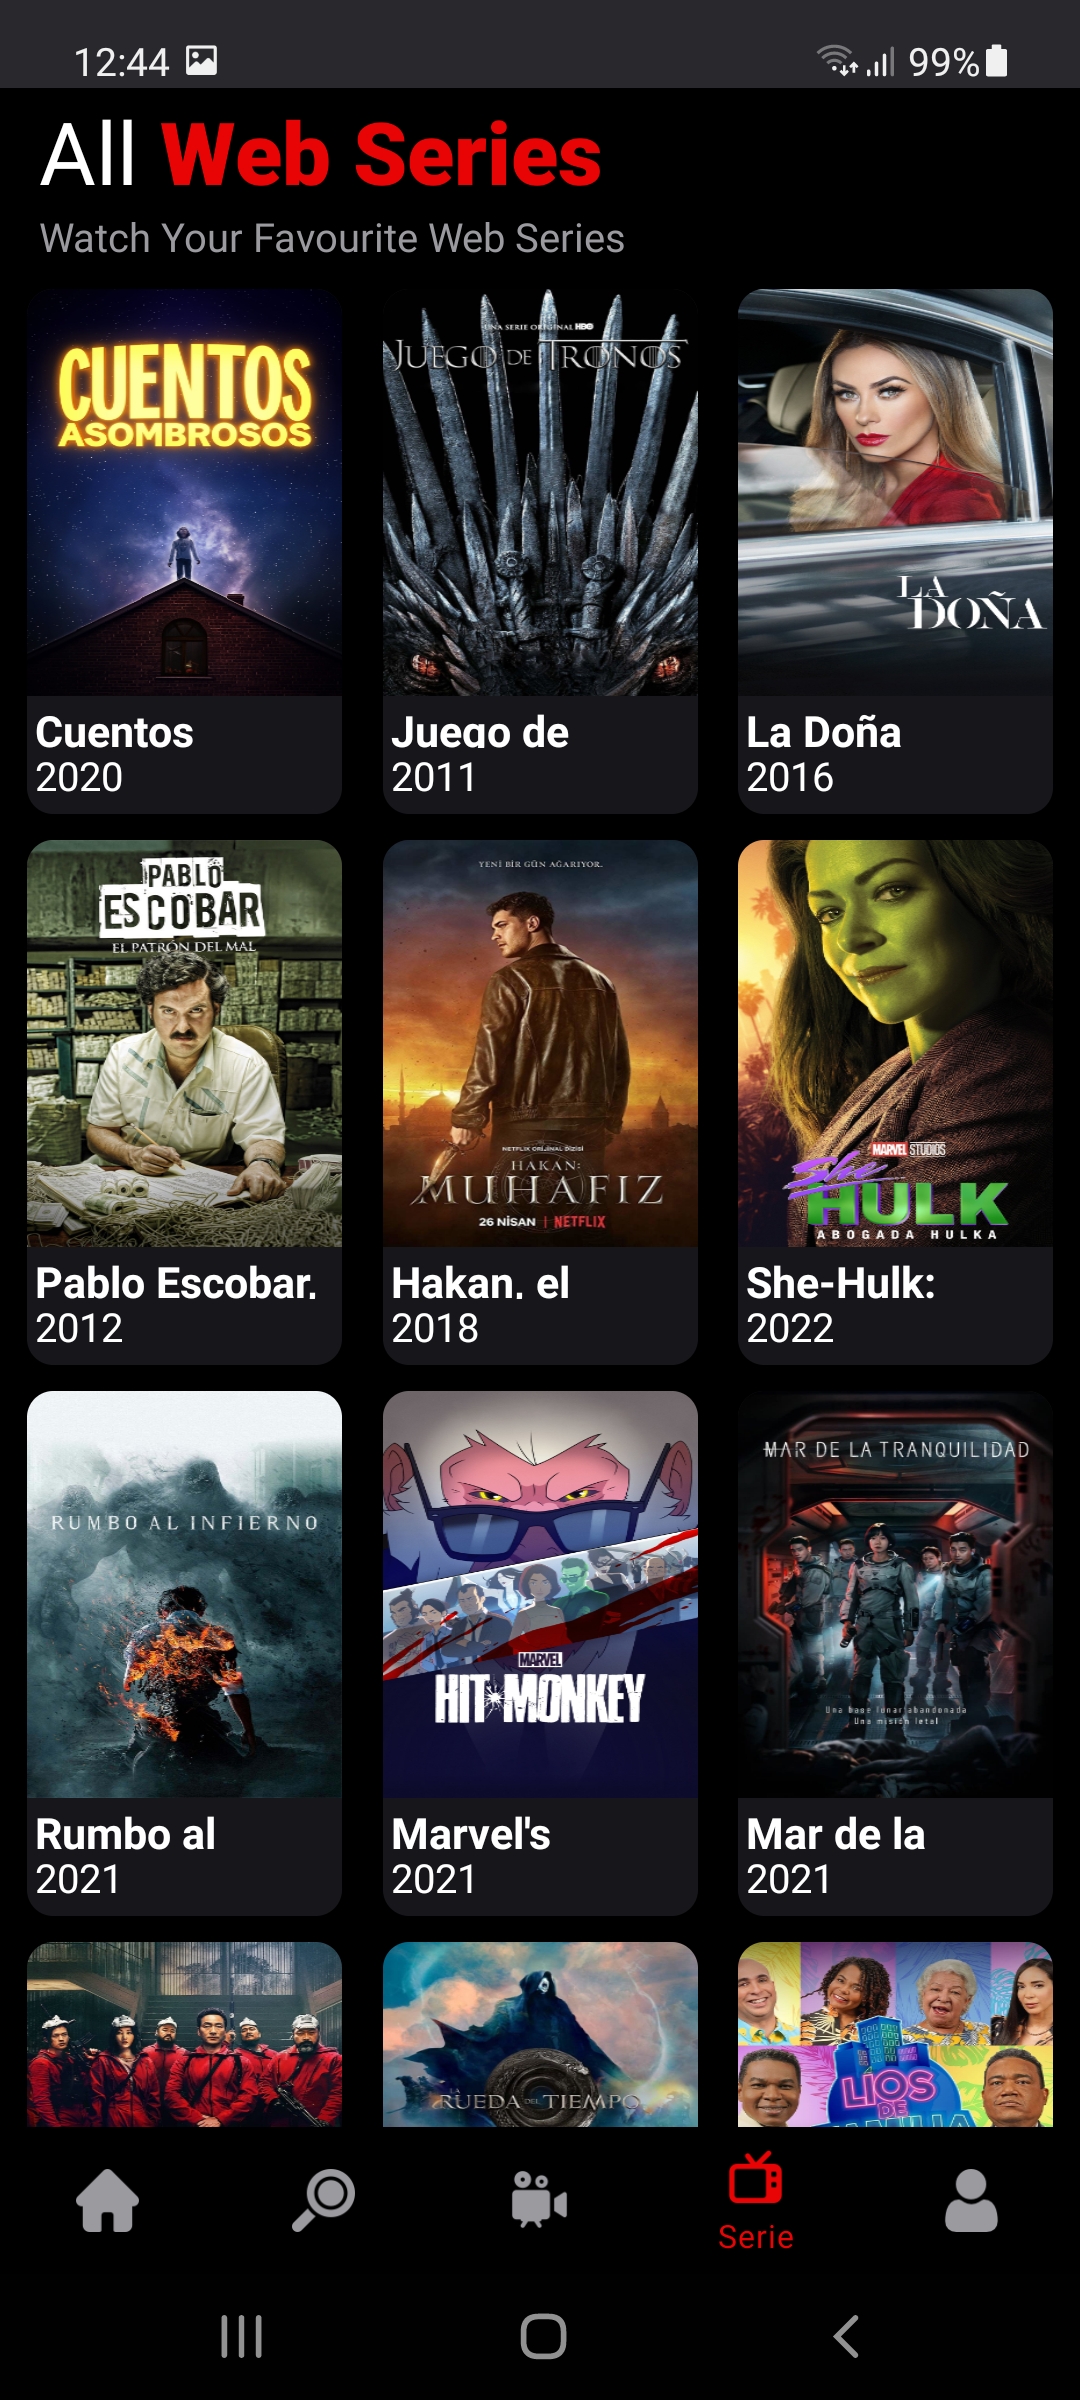 12:44
99%
All Web Series
Watch Your Favourite Web Series
CUENTOS
ASOMBROSOS
Cuentos
2020
UNA SERIE ORIGINAL HBO
JUEGO DE TRONOS
Juego de
2011
LA
DOÑA
La Doña
2016
PABLO
ESCOBAR
EL PATRÓN DEL MAL
Pablo Escobar,
2012
YENİ BİR GÜN AĞARIYOR.
NETFLIX ORİJİNAL DİZİSİ
HAKAN:
MUHAFIZ
26 NİSAN | NETFLIX
Hakan, el
2018
MARVEL STUDIOS
She
HULK
ABOGADA HULKA
She-Hulk:
2022
RUMBO AL INFIERNO
Rumbo al
2021
MARVEL
HIT-MONKEY
Marvel's
2021
MAR DE LA TRANQUILIDAD
Una base lunar abandonada
Una misión letal
Mar de la
2021
LA
RUEDA DEL TIEMPO
LIOS
DE
FAMILIA
Serie